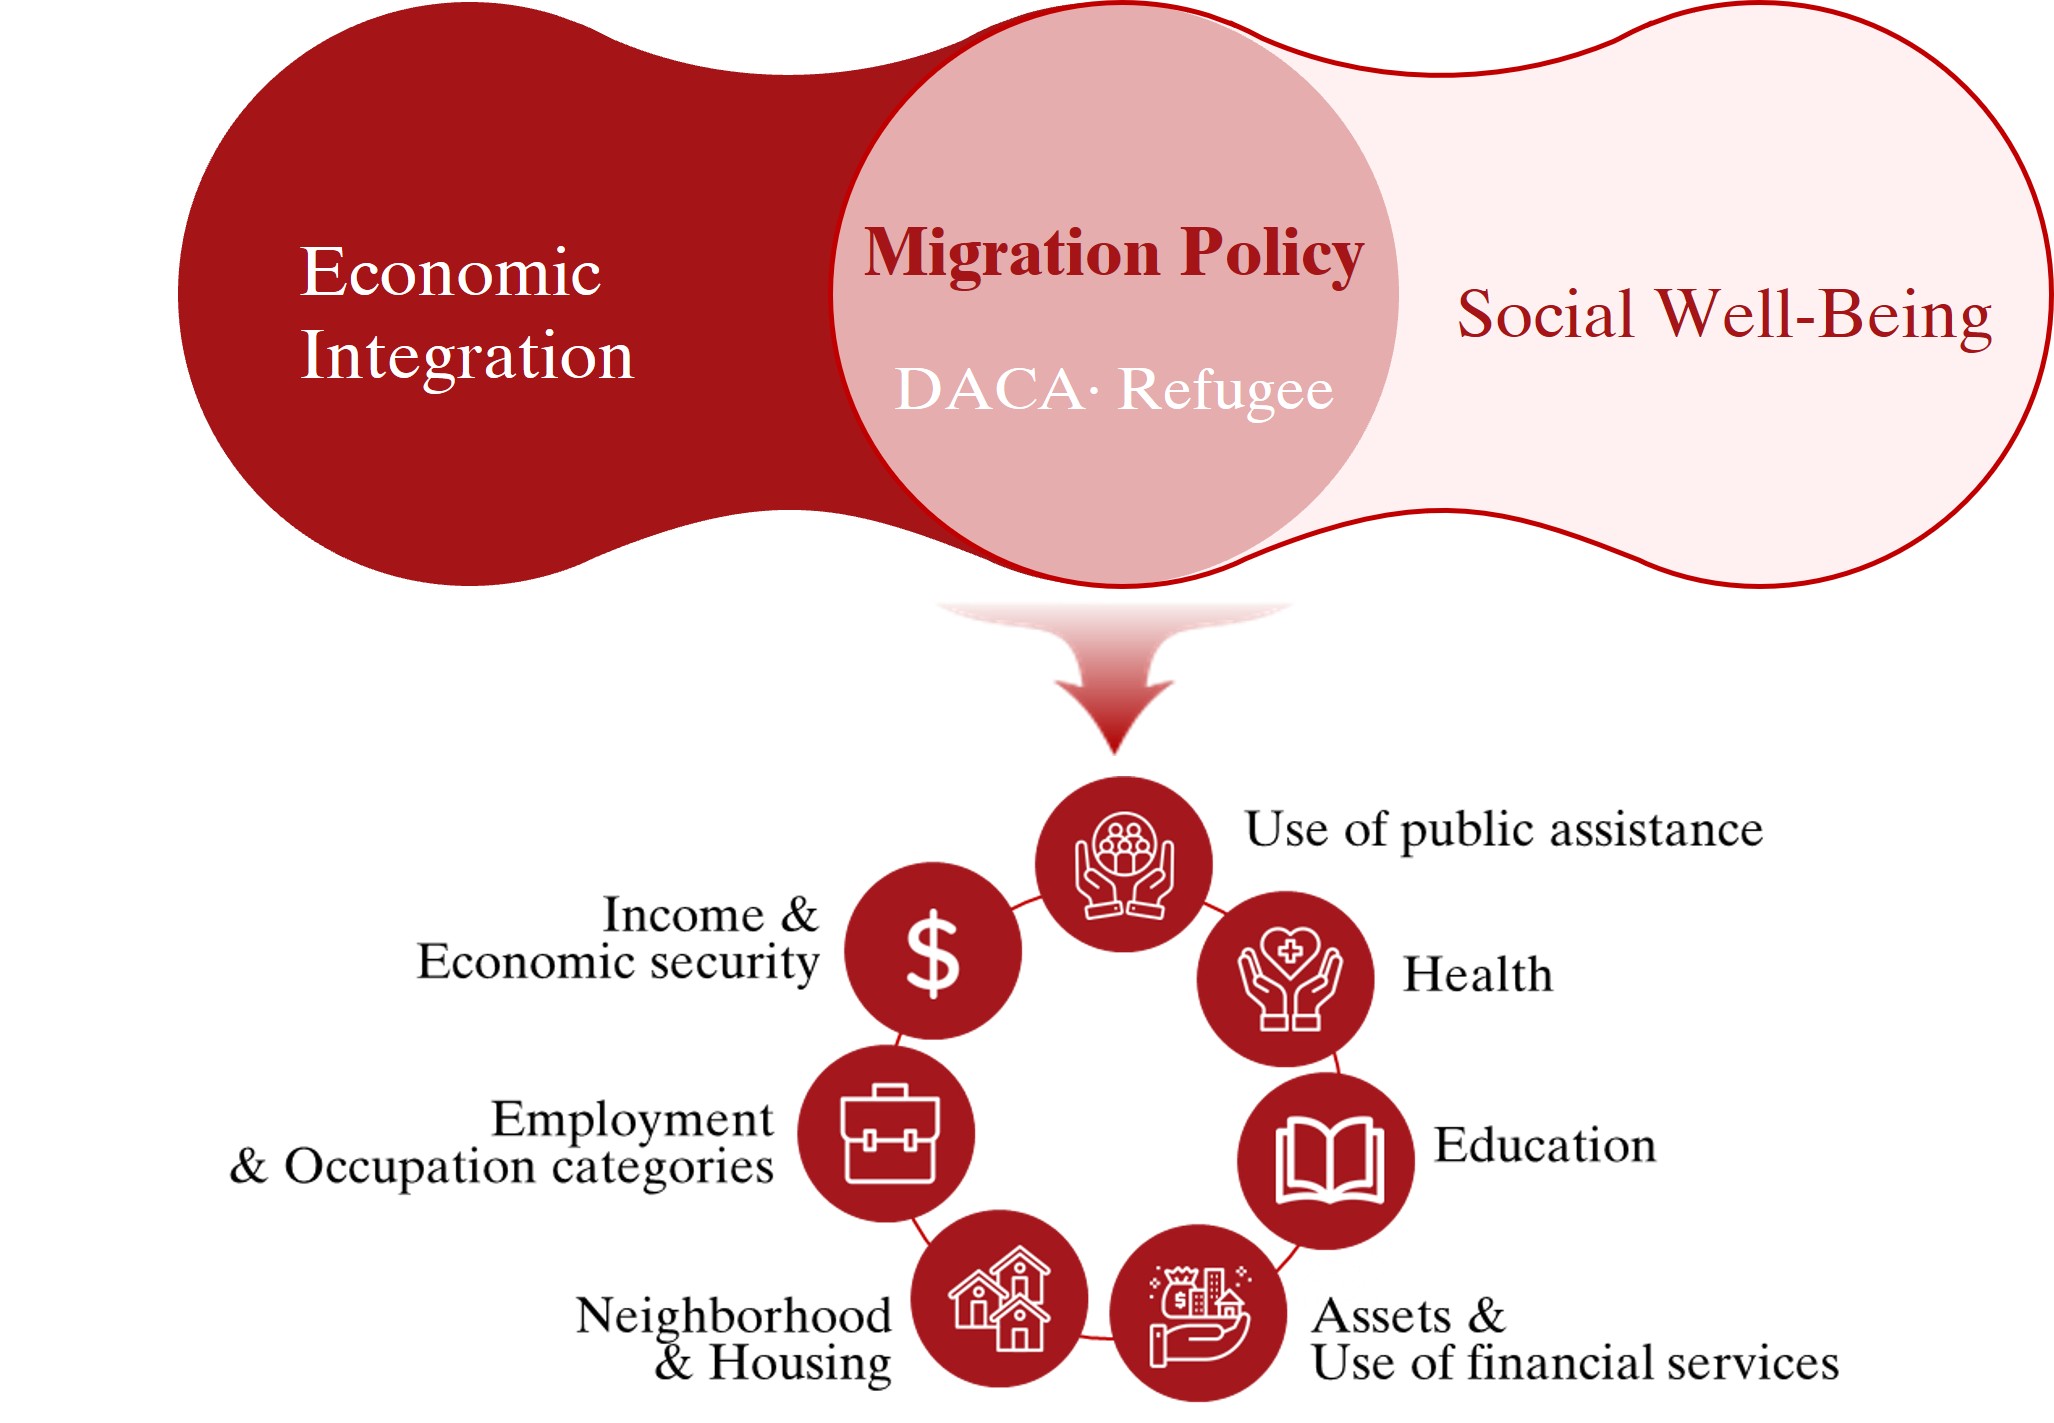 Economic
Integration
Migration Policy
DACA· Refugee
Social Well-Being
Use of public assistance
Income &
Economic security
$
Health
Employment
& Occupation categories
Education
Neighborhood
& Housing
$
Assets &
Use of financial services